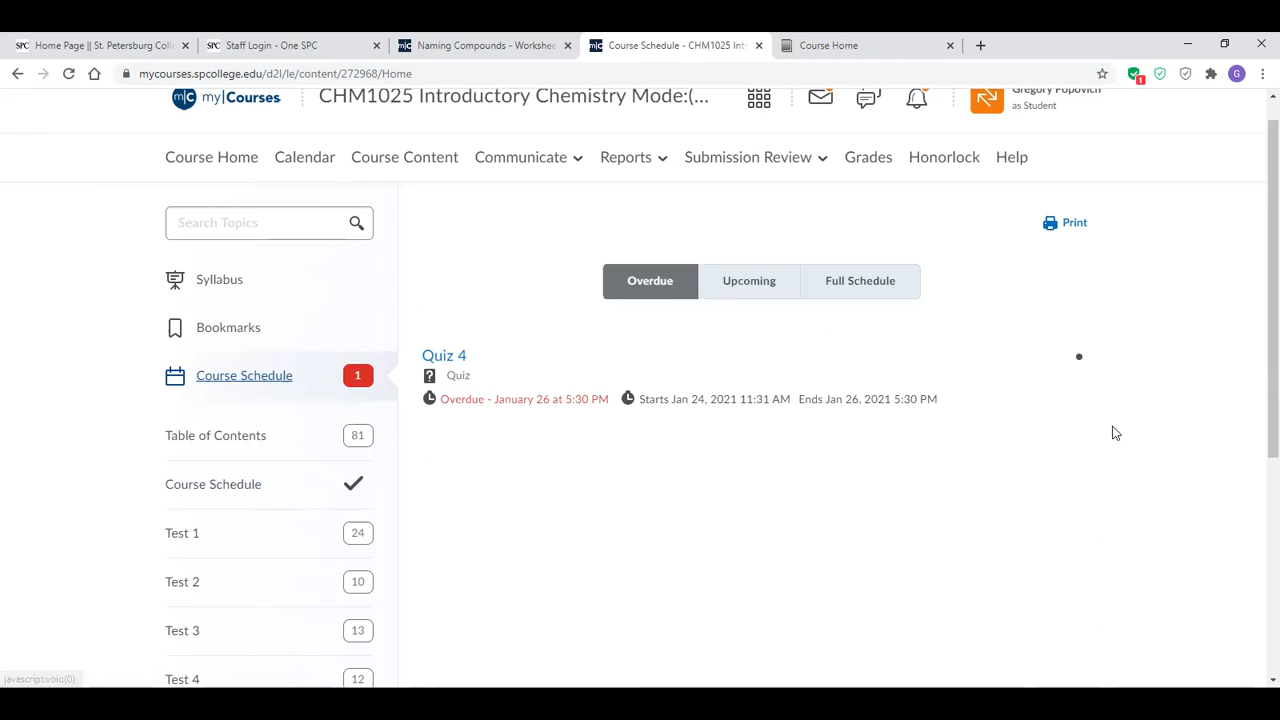 Home Page || St. Petersburg Coll
Staff Login - One SPC
Naming Compounds - Workshee
Course Schedule - CHM1025 Int
Course Home
mycourses.spcollege.edu/d2l/le/content/272968/Home
1
G
m|C my|Courses
CHM1025 Introductory Chemistry Mode:(...
Gregory Popovich
as Student
Course Home Calendar Course Content Communicate Reports Submission Review Grades Honorlock Help
Search Topics
Print
Syllabus
Overdue Upcoming Full Schedule
Bookmarks
Quiz 4
Course Schedule 1
Quiz
Overdue - January 26 at 5:30 PM Starts Jan 24, 2021 11:31 AM Ends Jan 26, 2021 5:30 PM
Table of Contents 81
Course Schedule
Test 1 24
Test 2 10
Test 3 13
Test 4 12
javascript:void(0);